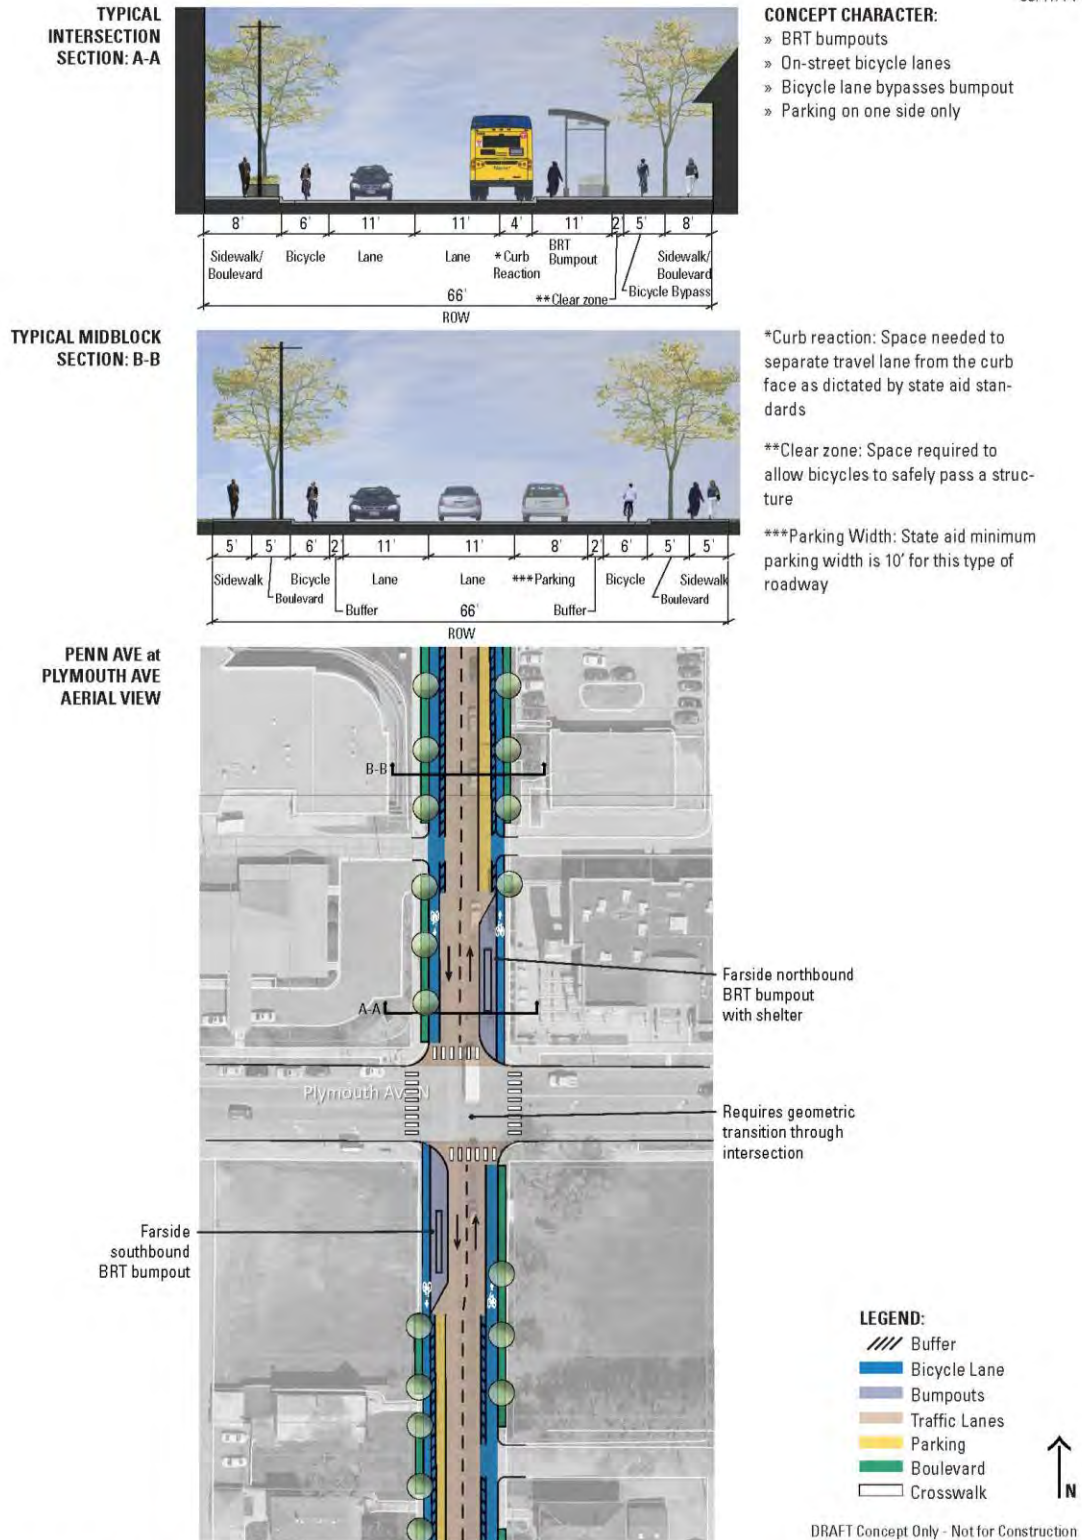 TYPICAL
INTERSECTION
SECTION: A-A
CONCEPT CHARACTER:
» BRT bumpouts
» On-street bicycle lanes
» Bicycle lane bypasses bumpout
» Parking on one side only
8' 6' 11' 11' 4' 11' 2' 5' 8'
Sidewalk/
Boulevard
Bicycle
Lane
Lane
*Curb
Reaction
BRT
Bumpout
**Clear zone
Sidewalk/
Boulevard
Bicycle Bypass
66'
ROW
TYPICAL MIDBLOCK
SECTION: B-B
5' 5' 6' 2' 11' 11' 8' 2' 6' 5' 5'
Sidewalk
Boulevard
Bicycle
Buffer
Lane
Lane
***Parking
Buffer
Bicycle
Boulevard
Sidewalk
66'
ROW
*Curb reaction: Space needed to
separate travel lane from the curb
face as dictated by state aid stan-
dards
**Clear zone: Space required to
allow bicycles to safely pass a struc-
ture
***Parking Width: State aid minimum
parking width is 10' for this type of
roadway
PENN AVE at
PLYMOUTH AVE
AERIAL VIEW
B-B
A-A
Farside northbound
BRT bumpout
with shelter
Plymouth Av N
Requires geometric
transition through
intersection
Farside
southbound
BRT bumpout
LEGEND:
Buffer
Bicycle Lane
Bumpouts
Traffic Lanes
Parking
Boulevard
Crosswalk
N
DRAFT Concept Only - Not for Construction